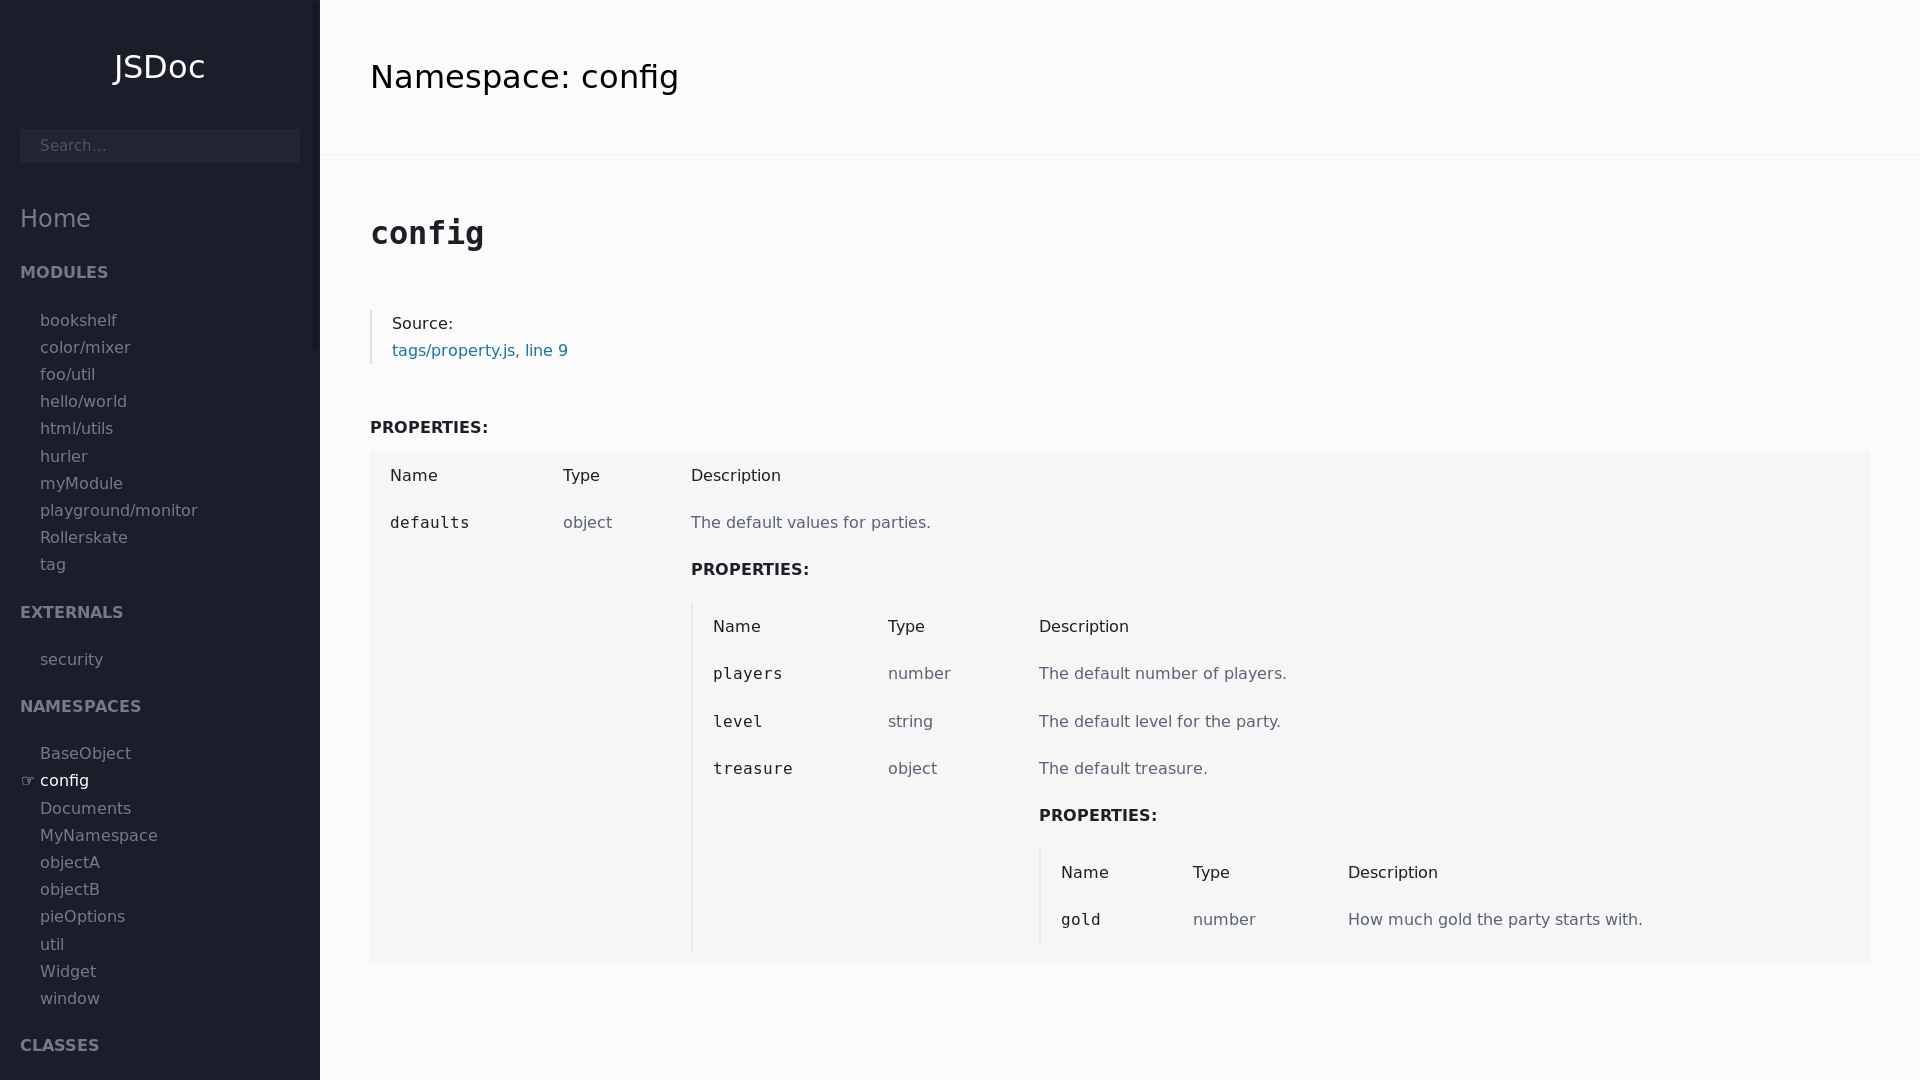 JSDoc
Search...
Home
MODULES
bookshelf
color/mixer
foo/util
hello/world
html/utils
hurler
myModule
playground/monitor
Rollerskate
tag
EXTERNALS
security
NAMESPACES
BaseObject
☞ config
Documents
MyNamespace
objectA
objectB
pieOptions
util
Widget
window
CLASSES
Namespace: config
config
Source:
tags/property.js, line 9
PROPERTIES:
Name Type Description
defaults object The default values for parties.
PROPERTIES:
Name Type Description
players number The default number of players.
level string The default level for the party.
treasure object The default treasure.
PROPERTIES:
Name Type Description
gold number How much gold the party starts with.